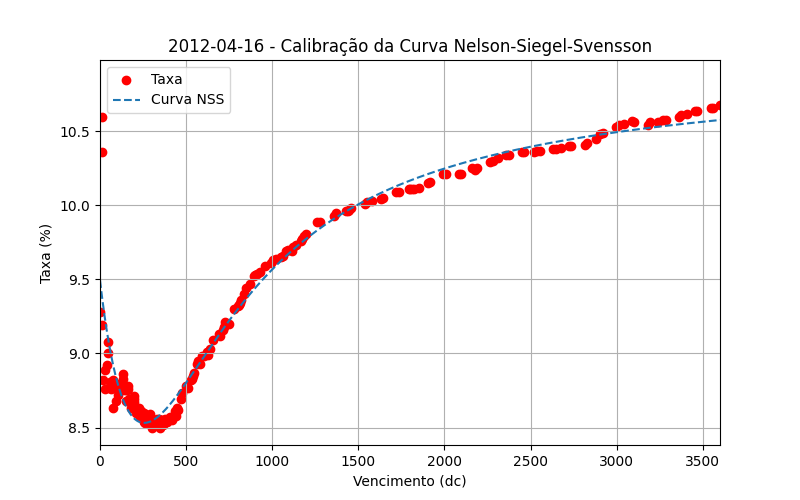 2012-04-16 - Calibração da Curva Nelson-Siegel-Svensson
Taxa
Curva NSS
Taxa (%)
10.5
10.0
9.5
9.0
8.5
0 500 1000 1500 2000 2500 3000 3500
Vencimento (dc)